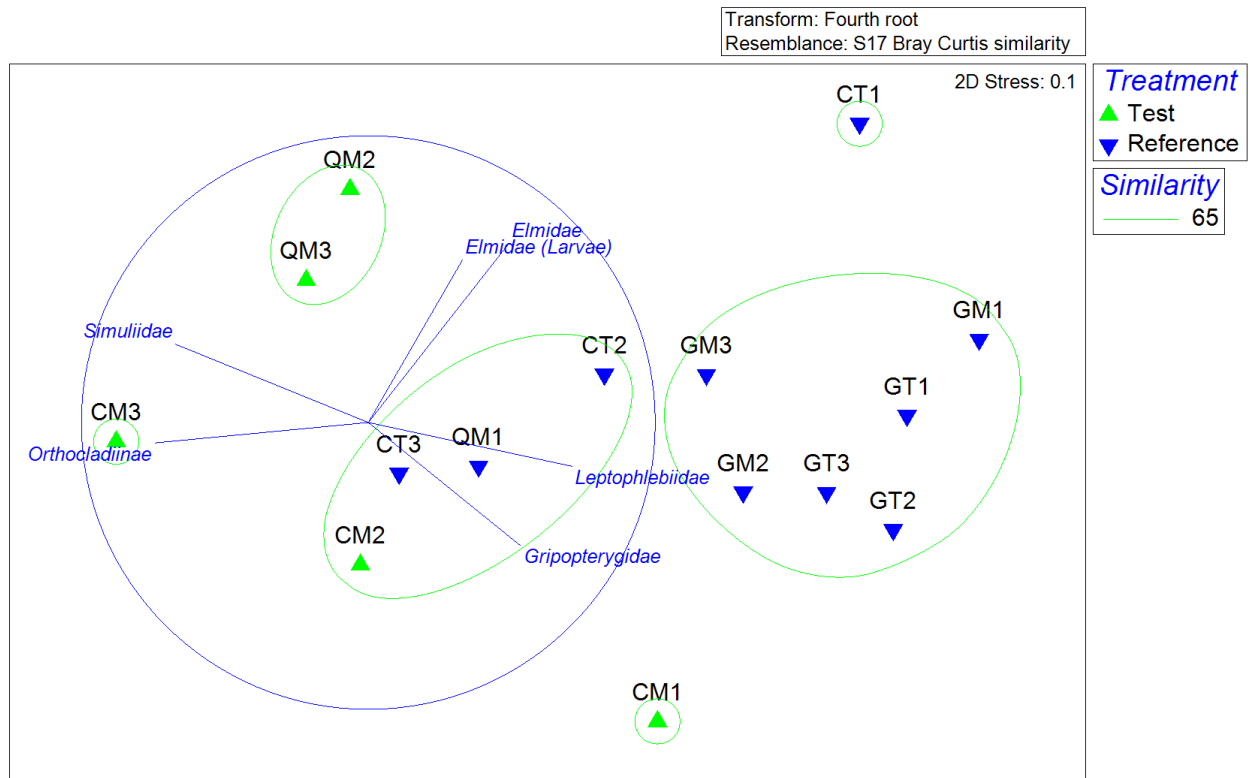 Transform: Fourth root
Resemblance: S17 Bray Curtis similarity
2D Stress: 0.1
Treatment
Test
Reference
Similarity
65
CT1
QM2
Elmidae
Elmidae (Larvae)
QM3
GM1
Simuliidae
CT2
GM3
GT1
CM3
Orthocladiinae
CT3
QM1
Leptophlebiidae
GM2
GT3
GT2
CM2
Gripopterygidae
CM1